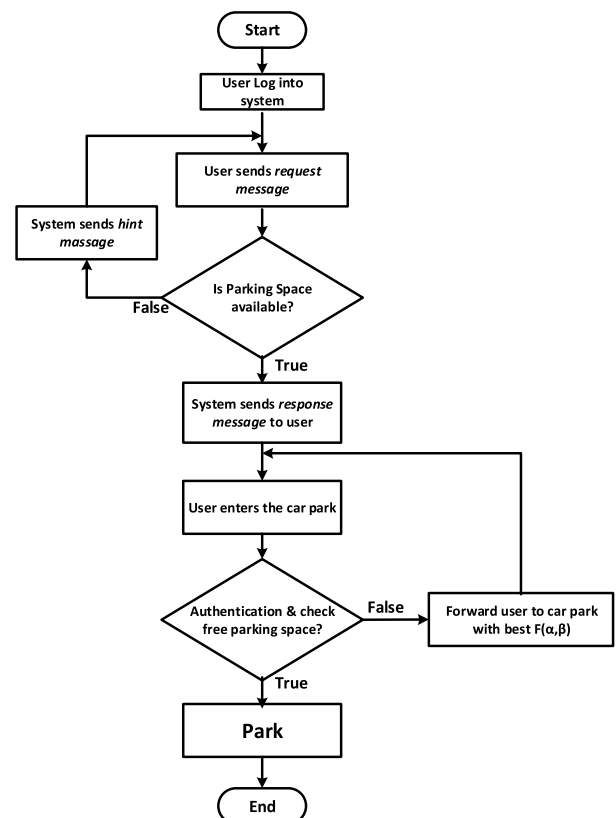 Start
User Log into
system
User sends request
message
System sends hint
massage
Is Parking Space
available?
False
True
System sends response
message to user
User enters the car park
Authentication & check
free parking space?
False
Forward user to car park
with best F(α,β)
True
Park
End